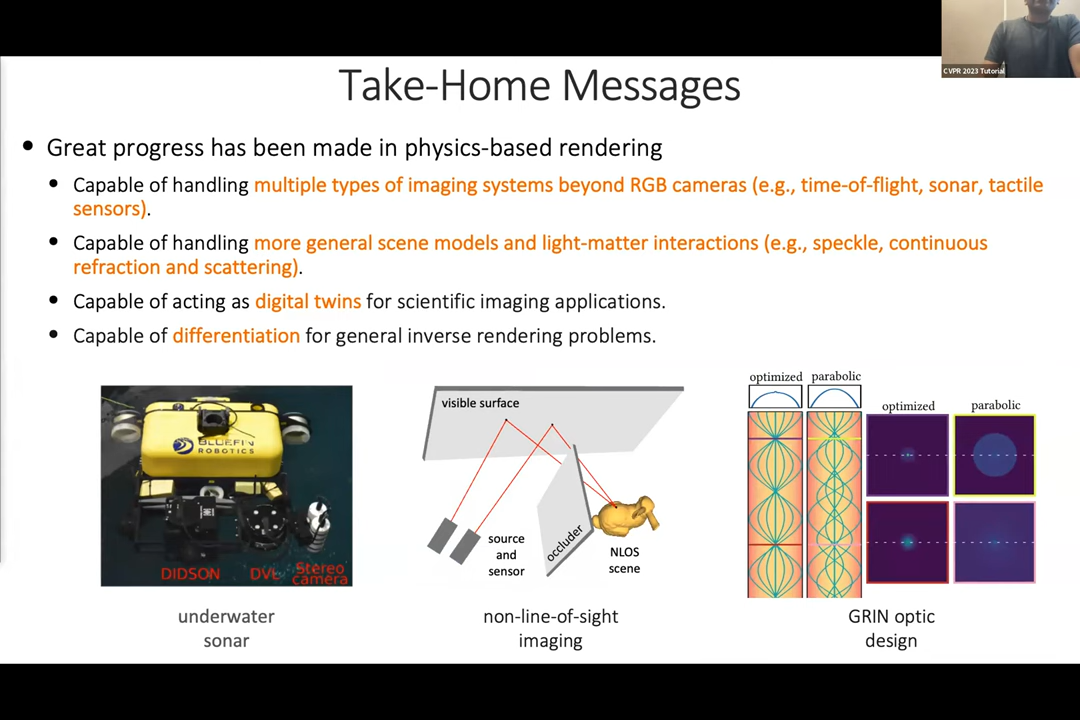 CVPR 2023 Tutorial
Take-Home Messages
• Great progress has been made in physics-based rendering
• Capable of handling multiple types of imaging systems beyond RGB cameras (e.g., time-of-flight, sonar, tactile
sensors).
• Capable of handling more general scene models and light-matter interactions (e.g., speckle, continuous
refraction and scattering).
• Capable of acting as digital twins for scientific imaging applications.
• Capable of differentiation for general inverse rendering problems.
BLUEFIN
ROBOTICS
DIDSON
DVL
Stereo
camera
underwater
sonar
visible surface
source
and
sensor
occluder
NLOS
scene
non-line-of-sight
imaging
optimized
parabolic
optimized
parabolic
GRIN optic
design